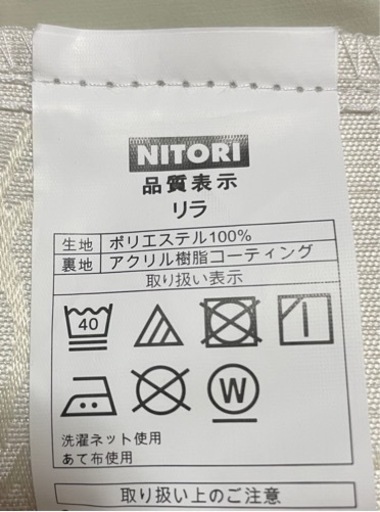 NITORI
品質表示
リラ
生地 ポリエステル100%
裏地 アクリル樹脂コーティング
取り扱い表示
40
W
洗濯ネット使用
あて布使用
取り扱い上のご注意